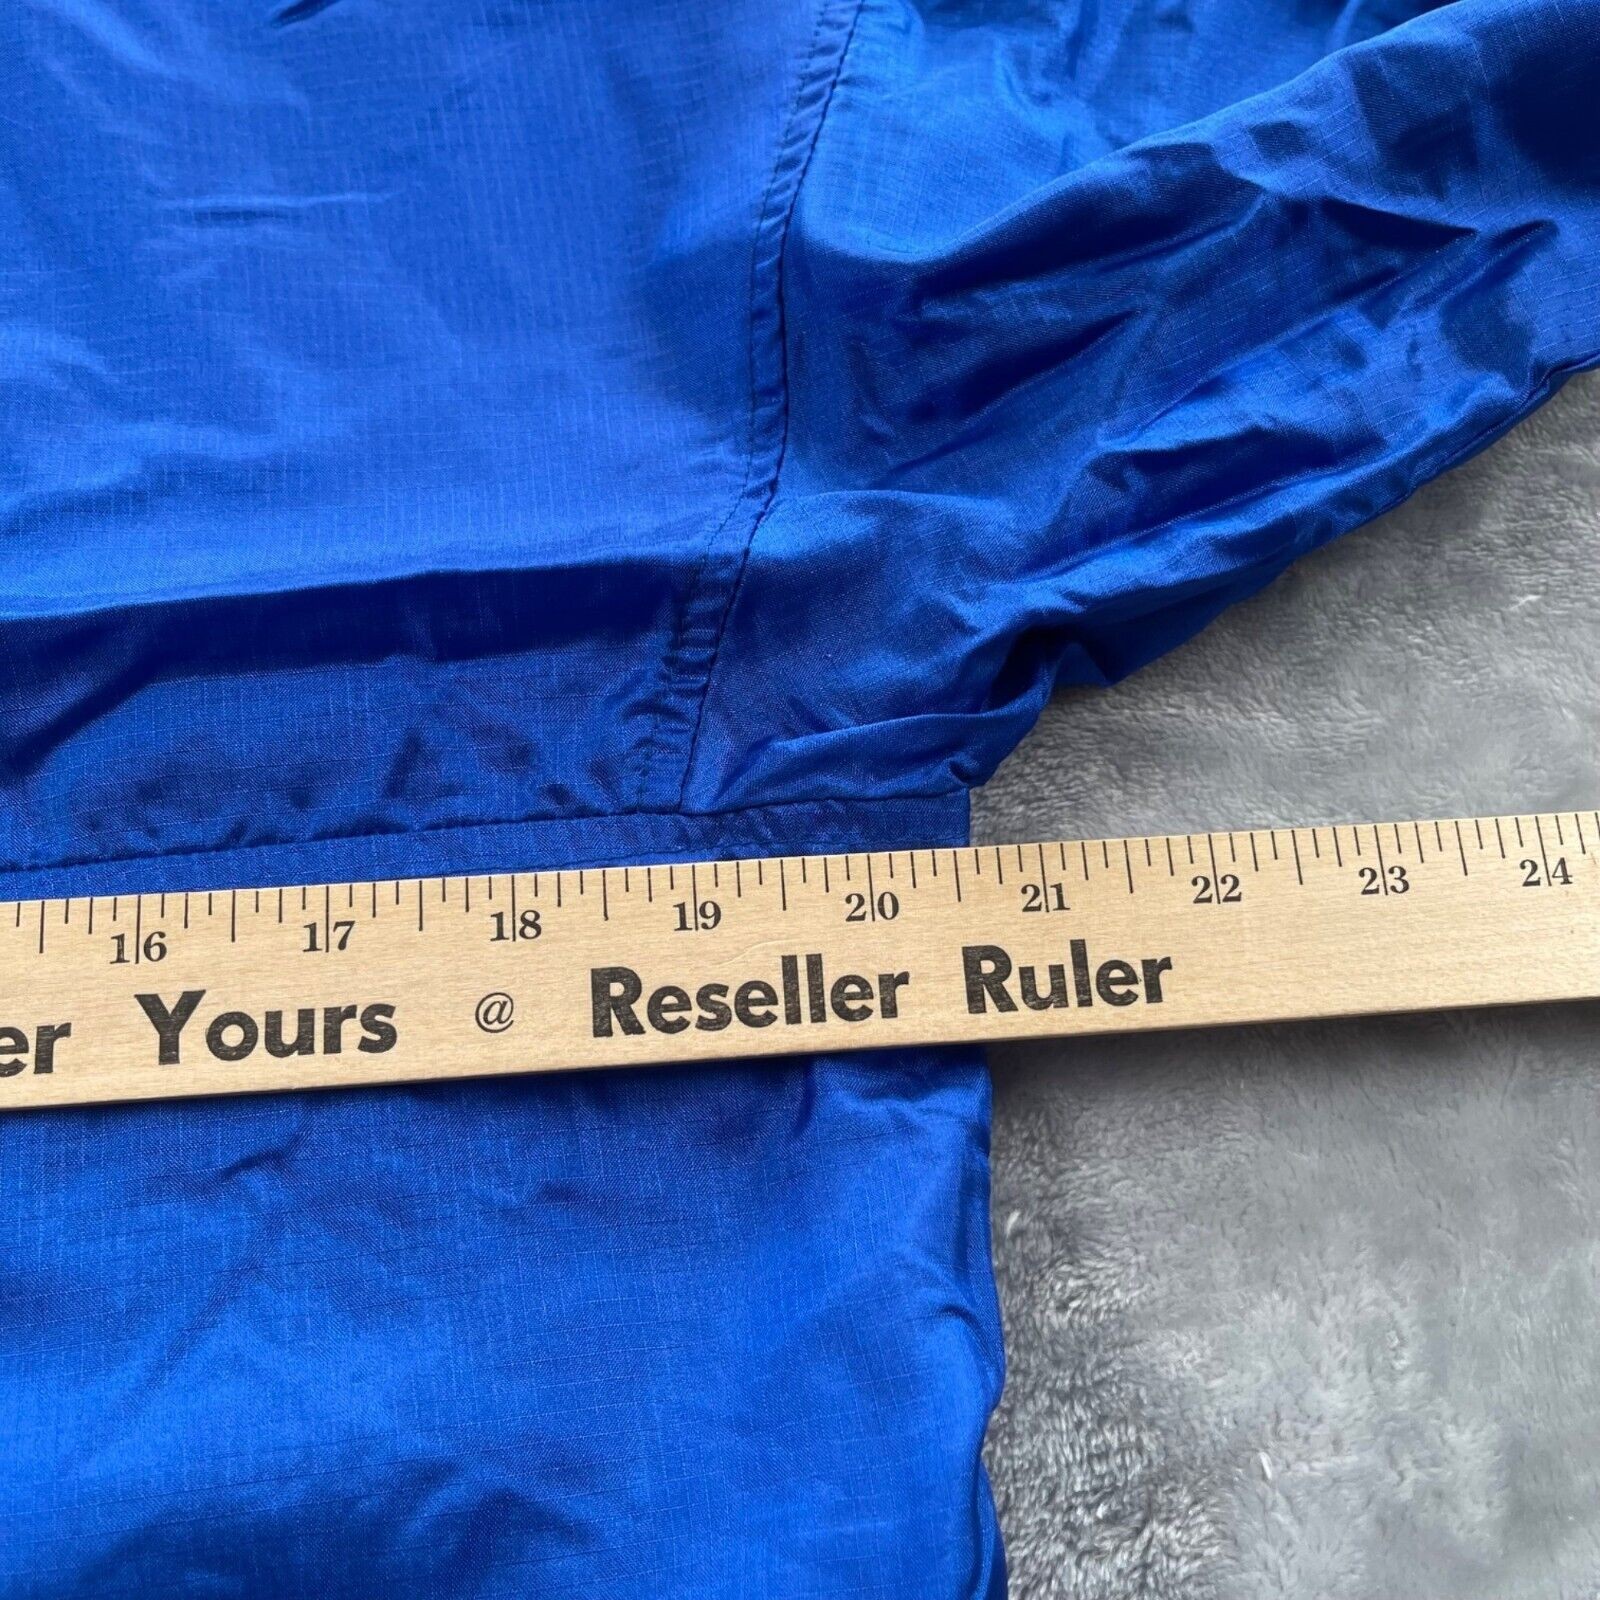 16 17 18 19 20 21 22 23 24
er Yours @ Reseller Ruler